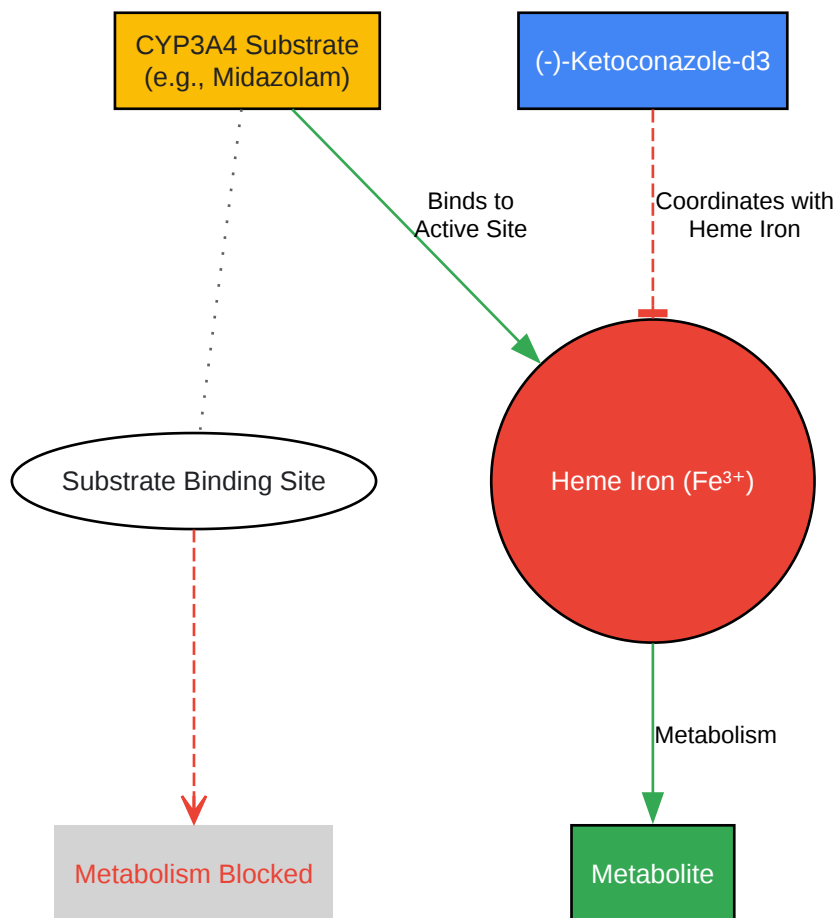 CYP3A4 Substrate
(e.g., Midazolam)
(-)-Ketoconazole-d3
Binds to
Active Site
Coordinates with
Heme Iron
Substrate Binding Site
Heme Iron (Fe³⁺)
Metabolism
Metabolism Blocked
Metabolite